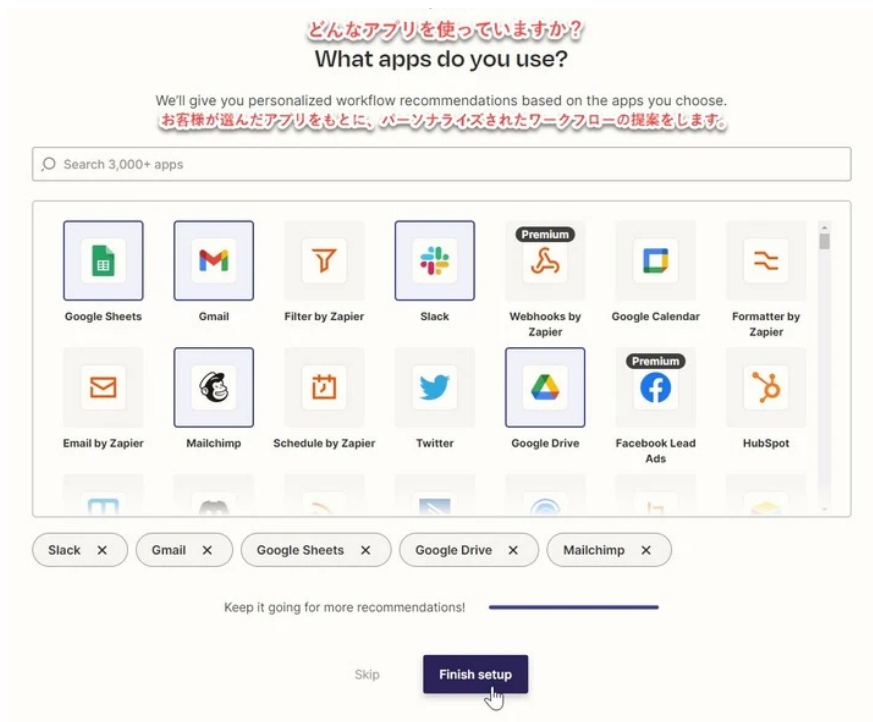 どんなアプリを使っていますか？
What apps do you use?
We'll give you personalized workflow recommendations based on the apps you choose.
お客様が選んだアプリをもとに、パーソナライズされたワークフローの提案をします。
Search 3,000+ apps
Premium
Google Sheets
Gmail
Filter by Zapier
Slack
Webhooks by
Zapier
Google Calendar
Formatter by
Zapier
Premium
Email by Zapier
Mailchimp
Schedule by Zapier
Twitter
Google Drive
Facebook Lead
Ads
HubSpot
Slack ×
Gmail ×
Google Sheets ×
Google Drive ×
Mailchimp ×
Keep it going for more recommendations!
Skip
Finish setup